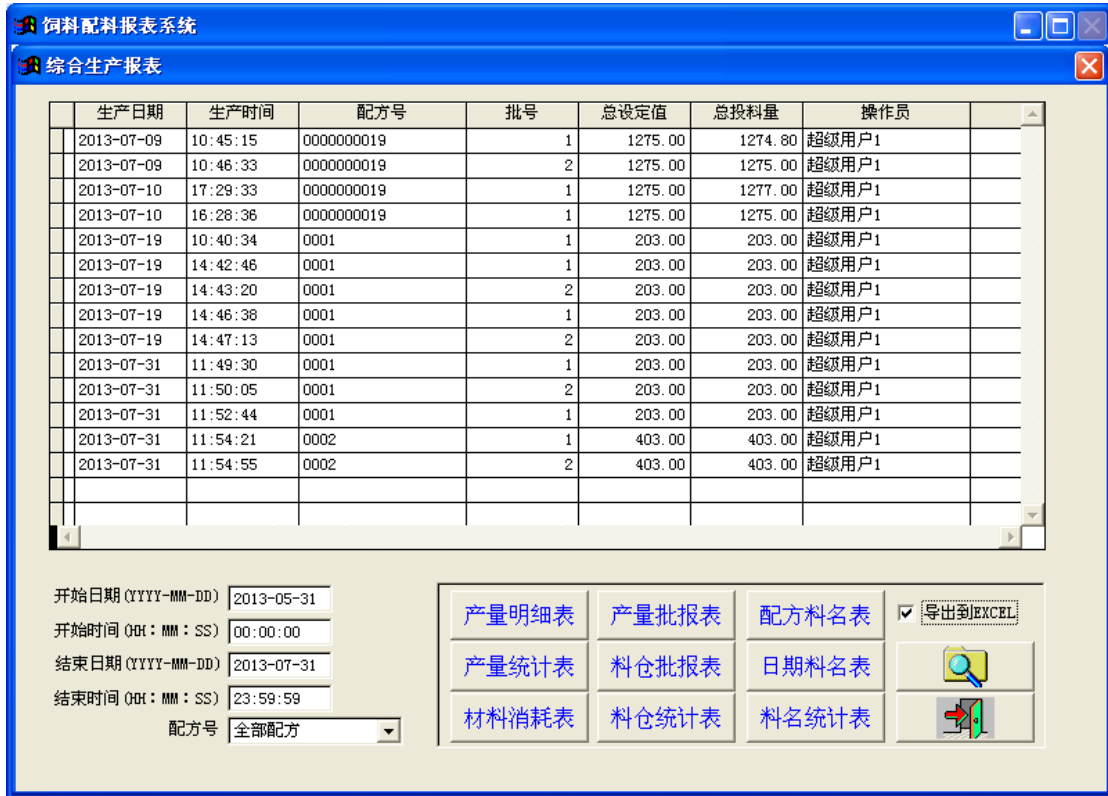 饲料配料报表系统
综合生产报表
生产日期 生产时间 配方号 批号 总设定值 总投料量 操作员
2013-07-09 10:45:15 0000000019 1 1275.00 1274.80 超级用户1
2013-07-09 10:46:33 0000000019 2 1275.00 1275.00 超级用户1
2013-07-10 17:29:33 0000000019 1 1275.00 1277.00 超级用户1
2013-07-10 16:28:36 0000000019 1 1275.00 1275.00 超级用户1
2013-07-19 10:40:34 0001 1 203.00 203.00 超级用户1
2013-07-19 14:42:46 0001 1 203.00 203.00 超级用户1
2013-07-19 14:43:20 0001 2 203.00 203.00 超级用户1
2013-07-19 14:46:38 0001 1 203.00 203.00 超级用户1
2013-07-19 14:47:13 0001 2 203.00 203.00 超级用户1
2013-07-31 11:49:30 0001 1 203.00 203.00 超级用户1
2013-07-31 11:50:05 0001 2 203.00 203.00 超级用户1
2013-07-31 11:52:44 0001 1 203.00 203.00 超级用户1
2013-07-31 11:54:21 0002 1 403.00 403.00 超级用户1
2013-07-31 11:54:55 0002 2 403.00 403.00 超级用户1
开始日期(YYYY-MM-DD) 2013-05-31
开始时间(HH:MM:SS) 00:00:00
结束日期(YYYY-MM-DD) 2013-07-31
结束时间(HH:MM:SS) 23:59:59
配方号 全部配方
产量明细表 产量批报表 配方料名表 导出到EXCEL
产量统计表 料仓批报表 日期料名表
材料消耗表 料仓统计表 料名统计表